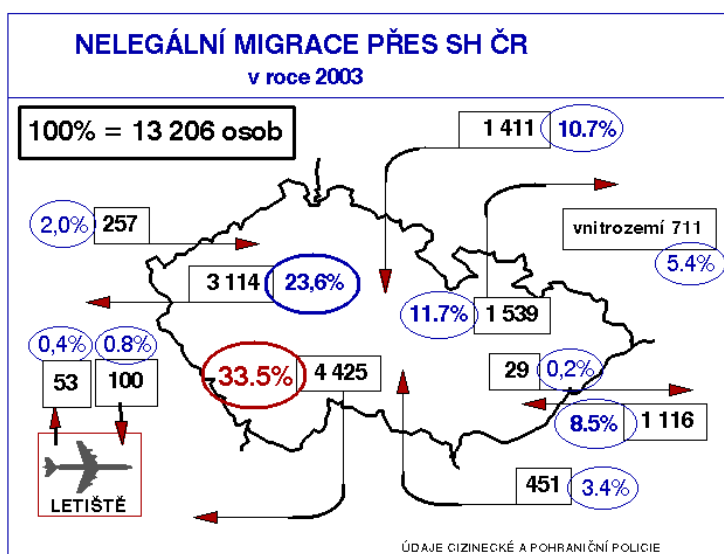 NELEGÁLNÍ MIGRACE PŘES SH ČR
v roce 2003
100% = 13 206 osob
1 411 10.7%
2,0% 257
vnitrozemí 711
5.4%
3 114 23,6%
11.7% 1 539
0,4% 0.8%
53 100
33.5% 4 425
29 0,2%
8.5% 1 116
LETIŠTĚ
451 3.4%
ÚDAJE CIZINECKÉ A POHRANIČNÍ POLICIE